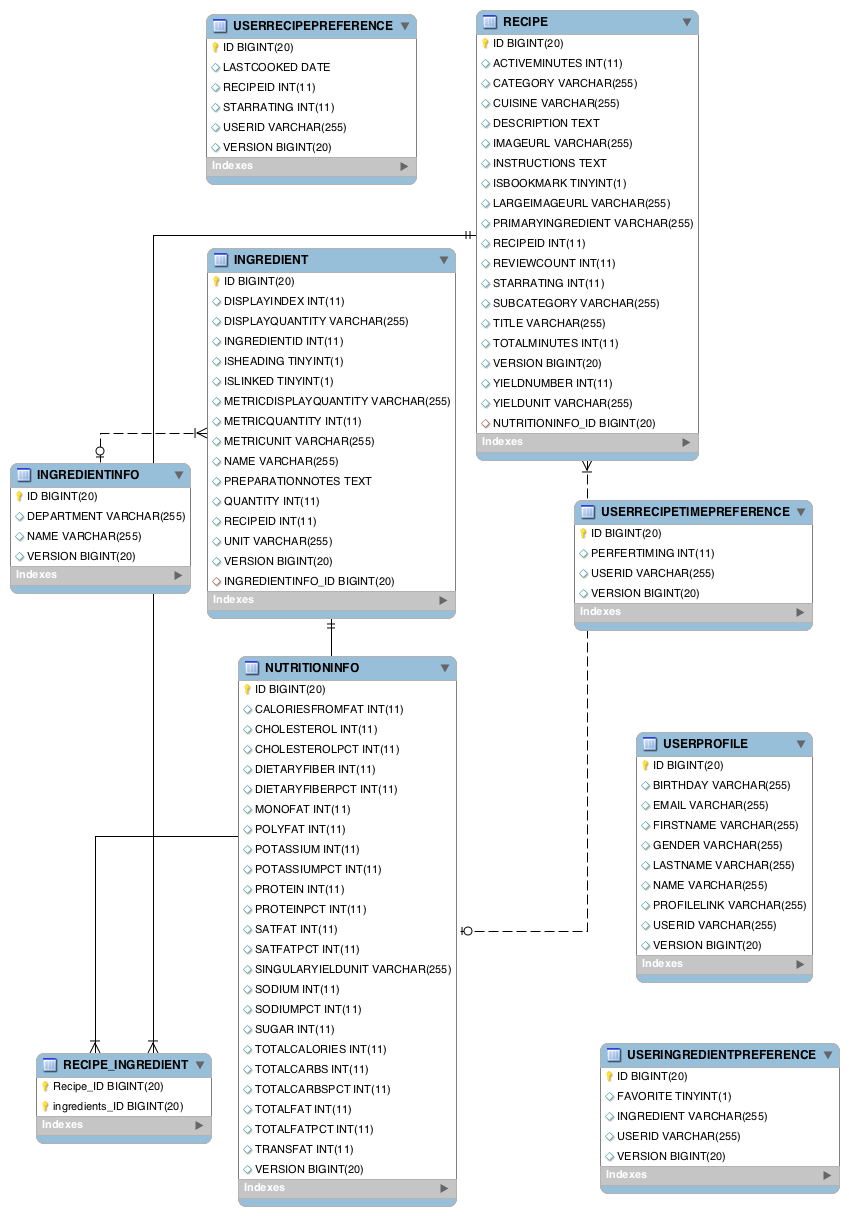 USERRECIPEPREFERENCE
ID BIGINT(20)
LASTCOOKED DATE
RECIPEID INT(11)
STARRATING INT(11)
USERID VARCHAR(255)
VERSION BIGINT(20)
Indexes
RECIPE
ID BIGINT(20)
ACTIVEMINUTES INT(11)
CATEGORY VARCHAR(255)
CUISINE VARCHAR(255)
DESCRIPTION TEXT
IMAGEURL VARCHAR(255)
INSTRUCTIONS TEXT
ISBOOKMARK TINYINT(1)
LARGEIMAGEURL VARCHAR(255)
PRIMARYINGREDIENT VARCHAR(255)
RECIPEID INT(11)
REVIEWCOUNT INT(11)
STARRATING INT(11)
SUBCATEGORY VARCHAR(255)
TITLE VARCHAR(255)
TOTALMINUTES INT(11)
VERSION BIGINT(20)
YIELDNUMBER INT(11)
YIELDUNIT VARCHAR(255)
NUTRITIONINFO_ID BIGINT(20)
Indexes
INGREDIENT
ID BIGINT(20)
DISPLAYINDEX INT(11)
DISPLAYQUANTITY VARCHAR(255)
INGREDIENTID INT(11)
ISHEADING TINYINT(1)
ISLINKED TINYINT(1)
METRICDISPLAYQUANTITY VARCHAR(255)
METRICQUANTITY INT(11)
METRICUNIT VARCHAR(255)
NAME VARCHAR(255)
PREPARATIONNOTES TEXT
QUANTITY INT(11)
RECIPEID INT(11)
UNIT VARCHAR(255)
VERSION BIGINT(20)
INGREDIENTINFO_ID BIGINT(20)
Indexes
INGREDIENTINFO
ID BIGINT(20)
DEPARTMENT VARCHAR(255)
NAME VARCHAR(255)
VERSION BIGINT(20)
Indexes
USERRECIPETIMEPREFERENCE
ID BIGINT(20)
PERFERTIMING INT(11)
USERID VARCHAR(255)
VERSION BIGINT(20)
Indexes
NUTRITIONINFO
ID BIGINT(20)
CALORIESFROMFAT INT(11)
CHOLESTEROL INT(11)
CHOLESTEROLPCT INT(11)
DIETARYFIBER INT(11)
DIETARYFIBERPCT INT(11)
MONOFAT INT(11)
POLYFAT INT(11)
POTASSIUM INT(11)
POTASSIUMPCT INT(11)
PROTEIN INT(11)
PROTEINPCT INT(11)
SATFAT INT(11)
SATFATPCT INT(11)
SINGULARYIELDUNIT VARCHAR(255)
SODIUM INT(11)
SODIUMPCT INT(11)
SUGAR INT(11)
TOTALCALORIES INT(11)
TOTALCARBS INT(11)
TOTALCARBSPCT INT(11)
TOTALFAT INT(11)
TOTALFATPCT INT(11)
TRANSFAT INT(11)
VERSION BIGINT(20)
Indexes
USERPROFILE
ID BIGINT(20)
BIRTHDAY VARCHAR(255)
EMAIL VARCHAR(255)
FIRSTNAME VARCHAR(255)
GENDER VARCHAR(255)
LASTNAME VARCHAR(255)
NAME VARCHAR(255)
PROFILELINK VARCHAR(255)
USERID VARCHAR(255)
VERSION BIGINT(20)
Indexes
RECIPE_INGREDIENT
Recipe_ID BIGINT(20)
ingredients_ID BIGINT(20)
Indexes
USERINGREDIENTPREFERENCE
ID BIGINT(20)
FAVORITE TINYINT(1)
INGREDIENT VARCHAR(255)
USERID VARCHAR(255)
VERSION BIGINT(20)
Indexes